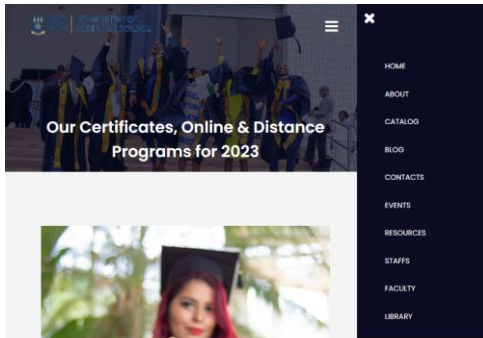 Our Certificates, Online & Distance
Programs for 2023
HOME
ABOUT
CATALOG
BLOG
CONTACTS
EVENTS
RESOURCES
STAFFS
FACULTY
LIBRARY